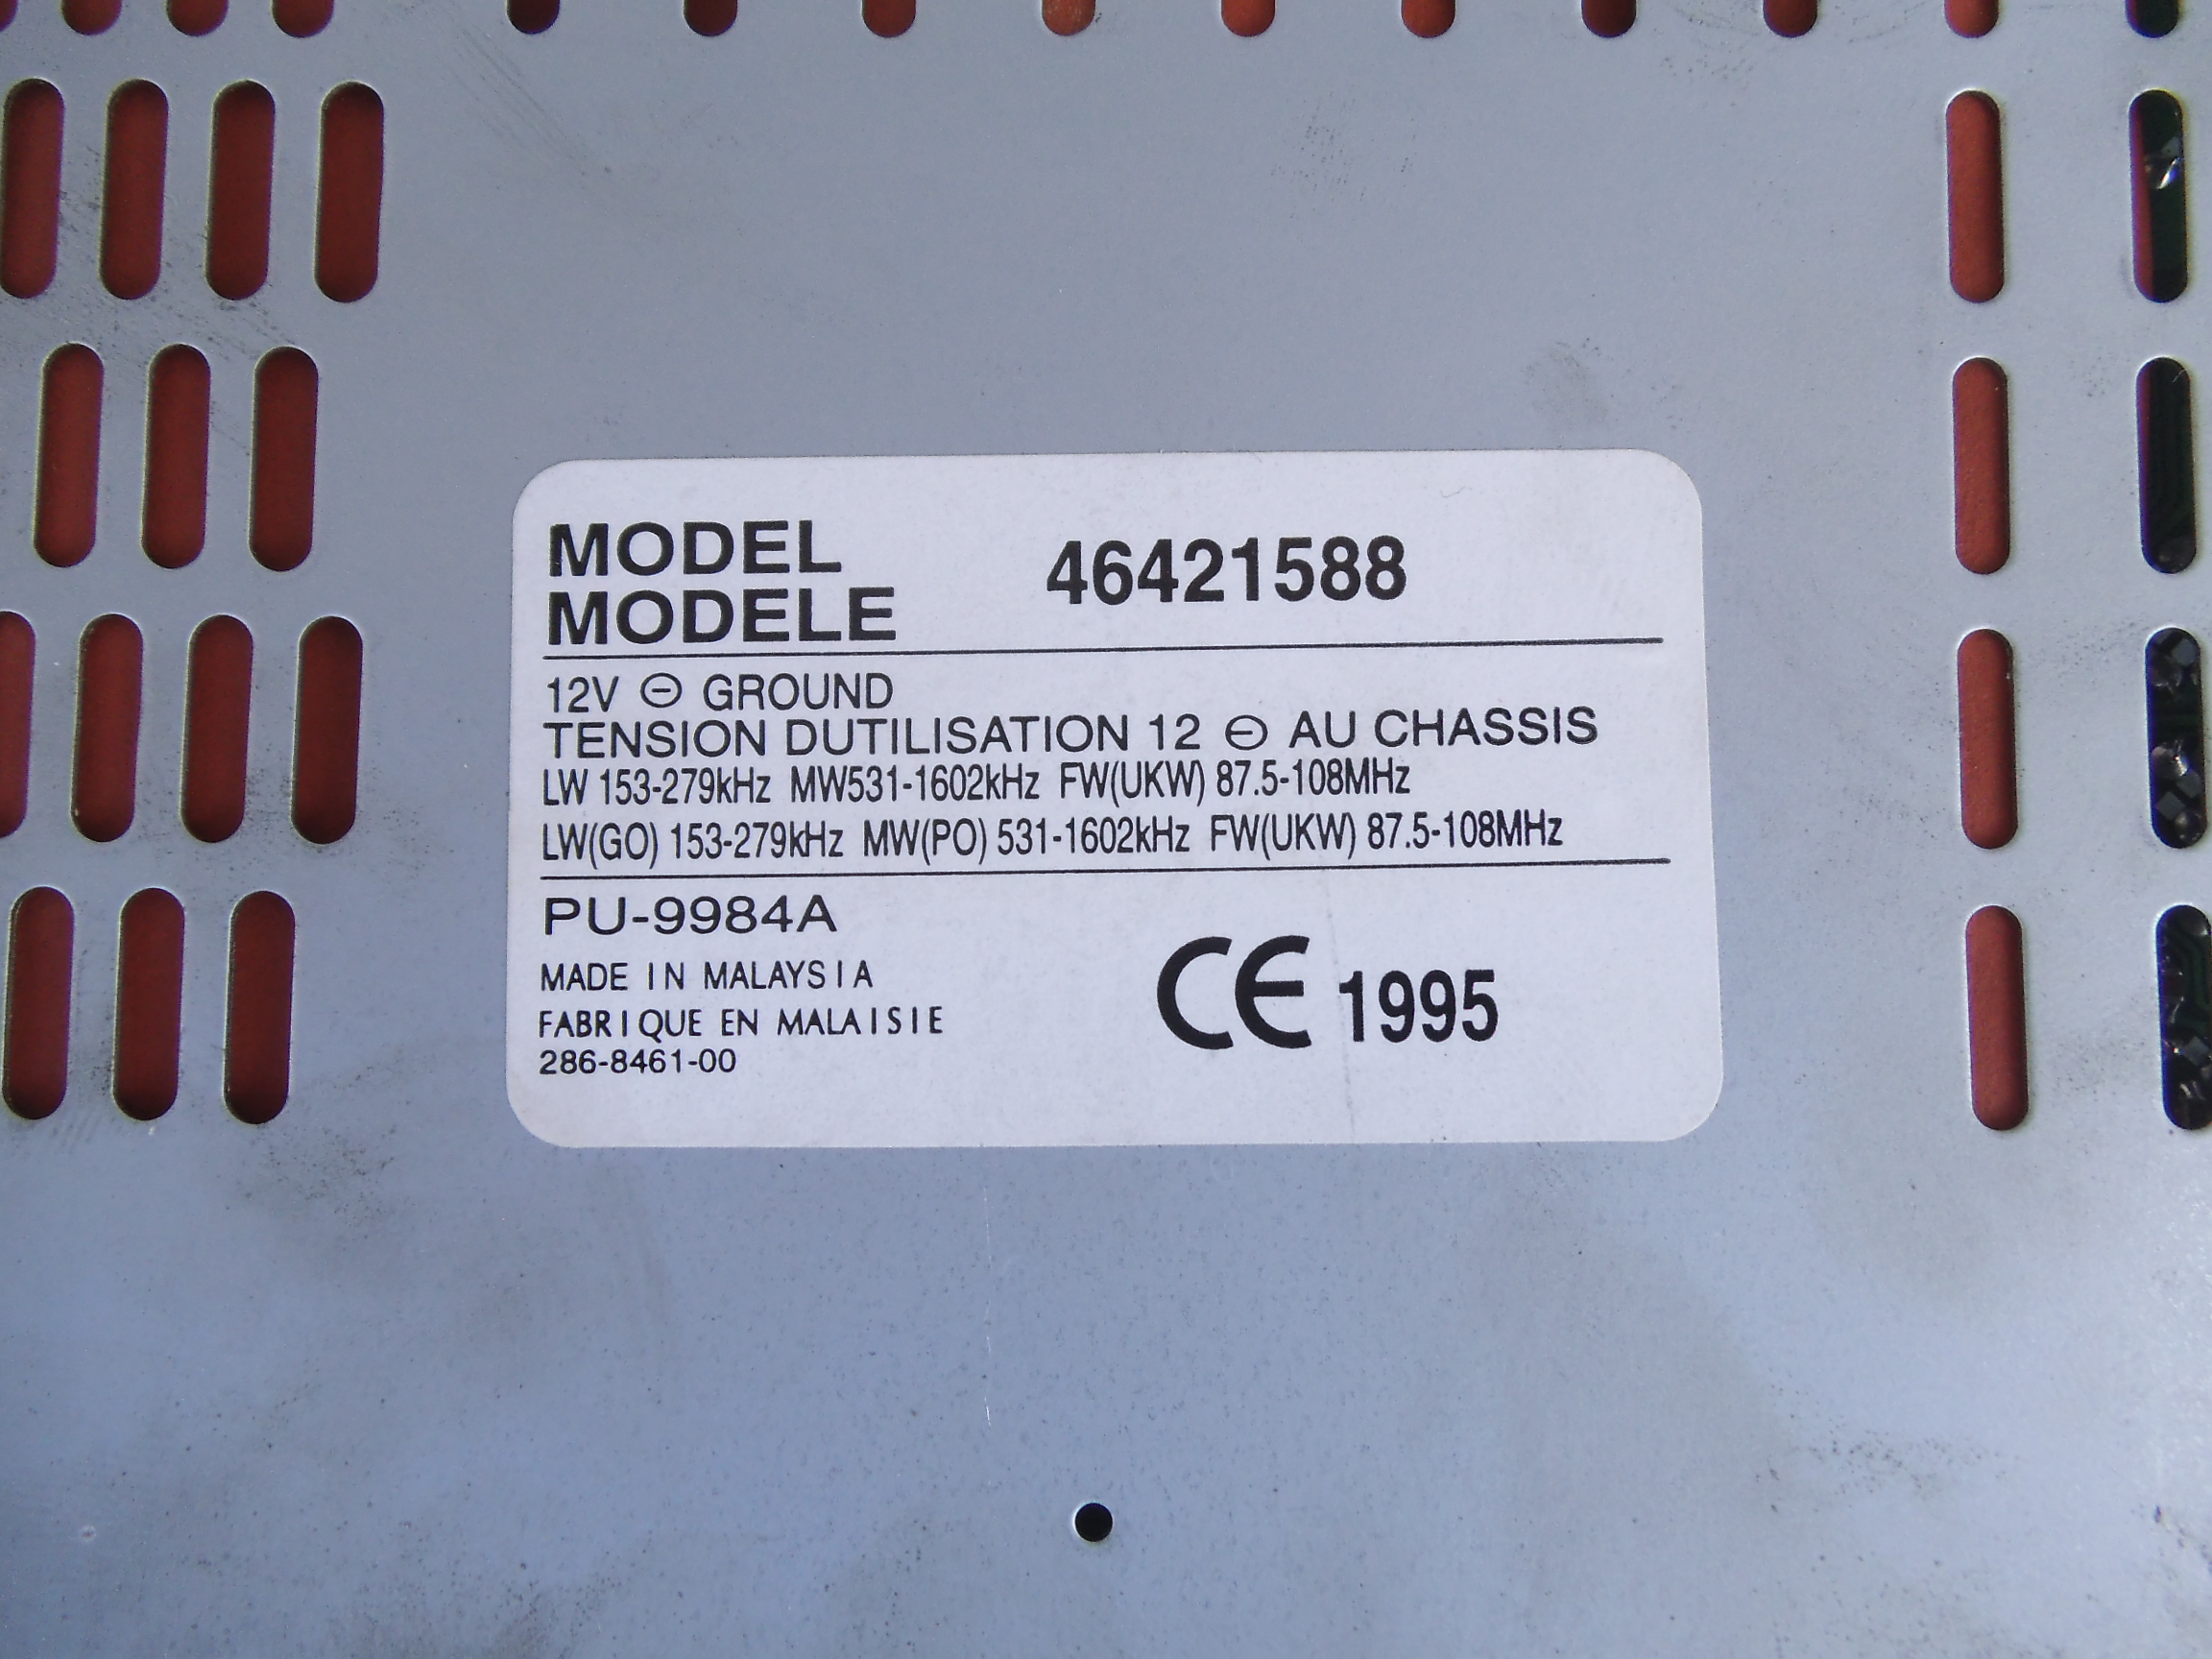 MODEL 46421588
MODELE
12V ⊖ GROUND
TENSION DUTILISATION 12 ⊖ AU CHASSIS
LW 153-279kHz MW531-1602kHz FW(UKW) 87.5-108MHz
LW(GO) 153-279kHz MW(PO) 531-1602kHz FW(UKW) 87.5-108MHz
PU-9984A
MADE IN MALAYSIA
FABRIQUE EN MALAISIE
CE 1995
286-8461-00